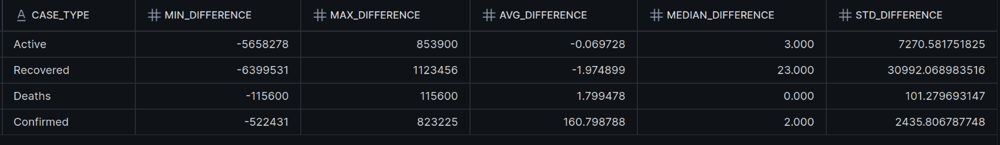 A CASE_TYPE # MIN_DIFFERENCE # MAX_DIFFERENCE # AVG_DIFFERENCE # MEDIAN_DIFFERENCE # STD_DIFFERENCE
Active -5658278 853900 -0.069728 3.000 7270.581751825
Recovered -6399531 1123456 -1.974899 23.000 30992.068983516
Deaths -115600 115600 1.799478 0.000 101.279693147
Confirmed -522431 823225 160.798788 2.000 2435.806787748